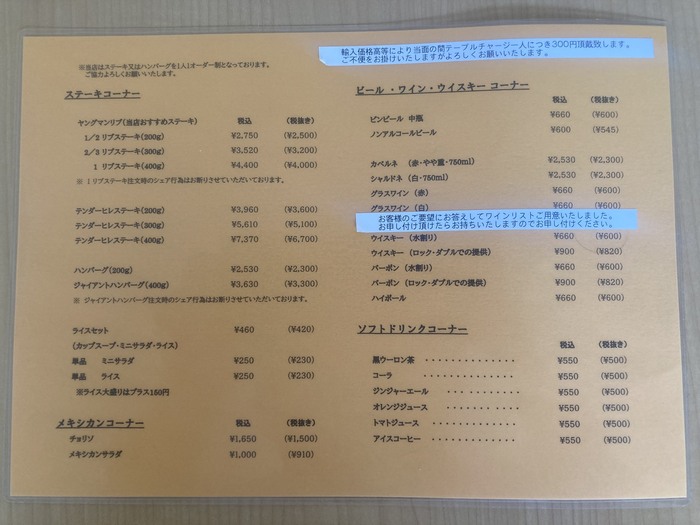 ※当店はステーキ又はハンバーグを1人1オーダー制となっております。
ご協力よろしくお願いいたします。
ステーキコーナー
税込 (税抜き)
ヤングマンリブ(当店おすすめステーキ)
1/2 リブステーキ(200g) ¥2,750 (¥2,500)
2/3 リブステーキ(300g) ¥3,520 (¥3,200)
1 リブステーキ(400g) ¥4,400 (¥4,000)
※ 1リブステーキ注文時のシェア行為はお断りさせていただいております。
テンダーヒレステーキ(200g) ¥3,960 (¥3,600)
テンダーヒレステーキ(300g) ¥5,610 (¥5,100)
テンダーヒレステーキ(400g) ¥7,370 (¥6,700)
ハンバーグ(200g) ¥2,530 (¥2,300)
ジャイアントハンバーグ(400g) ¥3,630 (¥3,300)
※ ジャイアントハンバーグ注文時のシェア行為はお断りさせていただいております。
ライスセット ¥460 (¥420)
(カップスープ・ミニサラダ・ライス)
単品 ミニサラダ ¥250 (¥230)
単品 ライス ¥250 (¥230)
※ライス大盛りはプラス150円
メキシカンコーナー 税込 (税抜き)
チョリソ ¥1,650 (¥1,500)
メキシカンサラダ ¥1,000 (¥910)
輸入価格高等により当面の間テーブルチャージ一人につき300円頂戴致します。
ご不便をお掛けいたしますがよろしくお願いいたします。
ビール ・ワイン・ウイスキー コーナー
税込 (税抜き)
ビンビール 中瓶 ¥660 (¥600)
ノンアルコールビール ¥600 (¥545)
カベルネ (赤・やや重・750ml) ¥2,530 (¥2,300)
シャルドネ (白・750ml) ¥2,530 (¥2,300)
グラスワイン (赤) ¥660 (¥600)
グラスワイン (白) ¥660 (¥600)
お客様のご要望にお答えしてワインリストご用意いたしました。
お申し付け頂けたらお持ちいたしますのでお申し付けください。
ウイスキー (水割り) ¥660 (¥600)
ウイスキー (ロック・ダブルでの提供) ¥900 (¥820)
バーボン (水割り) ¥660 (¥600)
バーボン (ロック・ダブルでの提供) ¥900 (¥820)
ハイボール ¥660 (¥600)
ソフトドリンクコーナー
税込 (税抜き)
黒ウーロン茶 ・・・・・・・・・・・・ ¥550 (¥500)
コーラ ・・・・・・・・・・・・ ¥550 (¥500)
ジンジャーエール ・・・ ・・・・・・・・ ¥550 (¥500)
オレンジジュース ・・・・・・・・・・・・ ¥550 (¥500)
トマトジュース ・・・・・・・・・・・・ ¥550 (¥500)
アイスコーヒー ・・・・・・・・・・・・ ¥550 (¥500)